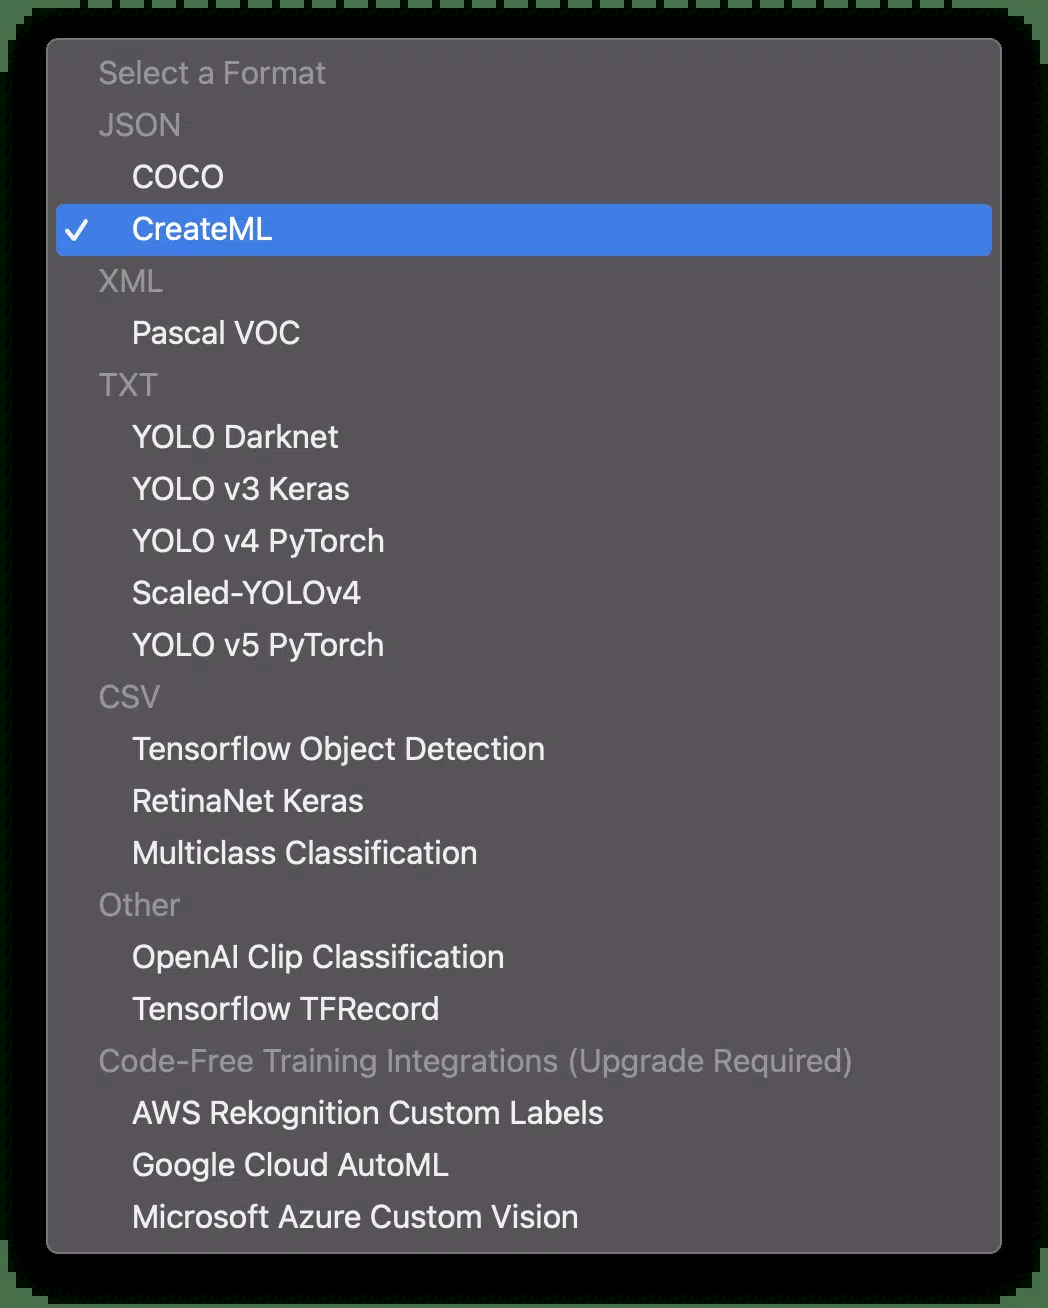 Select a Format
JSON
COCO
✓ CreateML
XML
Pascal VOC
TXT
YOLO Darknet
YOLO v3 Keras
YOLO v4 PyTorch
Scaled-YOLOv4
YOLO v5 PyTorch
CSV
Tensorflow Object Detection
RetinaNet Keras
Multiclass Classification
Other
OpenAI Clip Classification
Tensorflow TFRecord
Code-Free Training Integrations (Upgrade Required)
AWS Rekognition Custom Labels
Google Cloud AutoML
Microsoft Azure Custom Vision